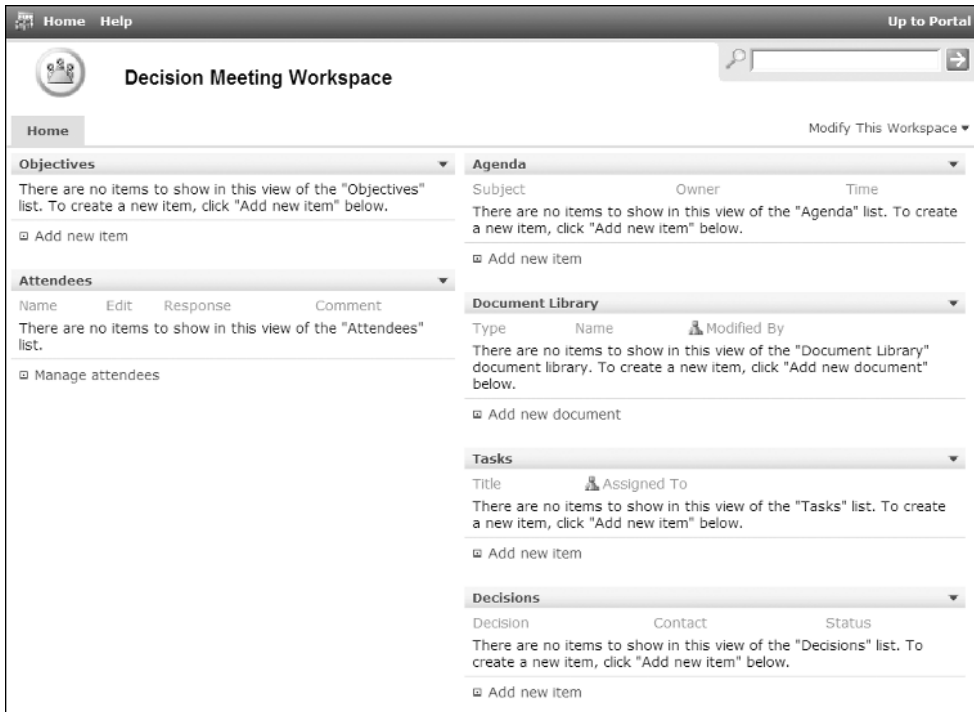 Home Help Up to Portal
Decision Meeting Workspace
Home
Modify This Workspace
Objectives
There are no items to show in this view of the "Objectives"
list. To create a new item, click "Add new item" below.
Add new item
Attendees
Name Edit Response Comment
There are no items to show in this view of the "Attendees"
list.
Manage attendees
Agenda
Subject Owner Time
There are no items to show in this view of the "Agenda" list. To create
a new item, click "Add new item" below.
Add new item
Document Library
Type Name Modified By
There are no items to show in this view of the "Document Library"
document library. To create a new item, click "Add new document"
below.
Add new document
Tasks
Title Assigned To
There are no items to show in this view of the "Tasks" list. To create
a new item, click "Add new item" below.
Add new item
Decisions
Decision Contact Status
There are no items to show in this view of the "Decisions" list. To
create a new item, click "Add new item" below.
Add new item